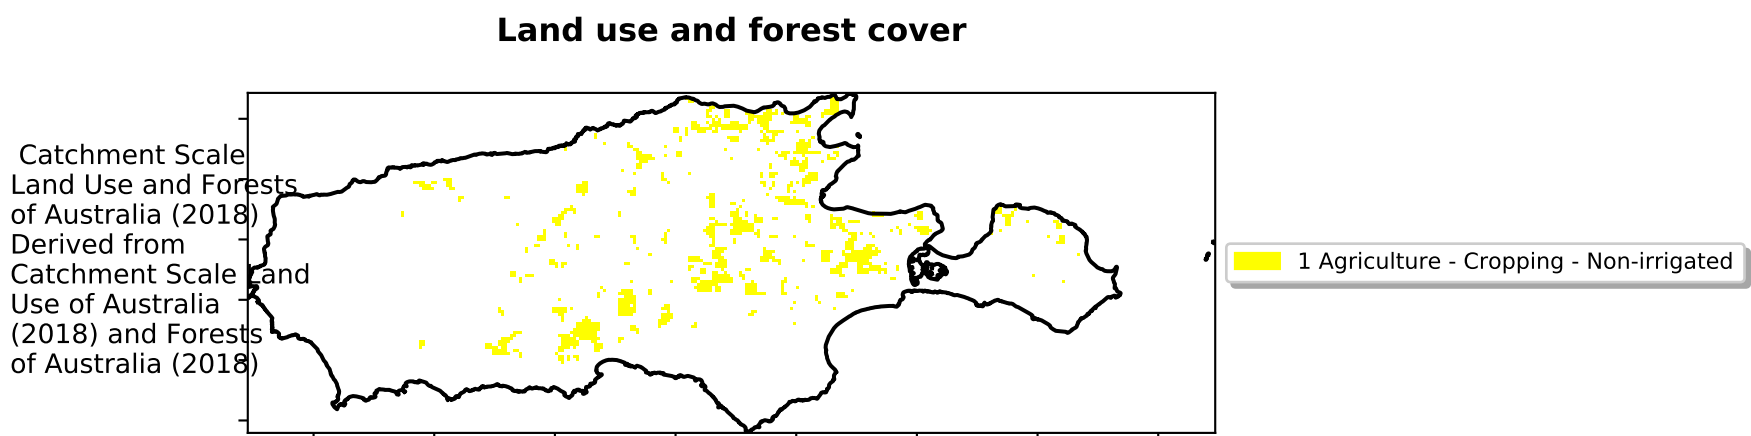 Land use and forest cover
Catchment Scale
Land Use and Forests
of Australia (2018)
Derived from
Catchment Scale Land
Use of Australia
(2018) and Forests
of Australia (2018)
1 Agriculture - Cropping - Non-irrigated